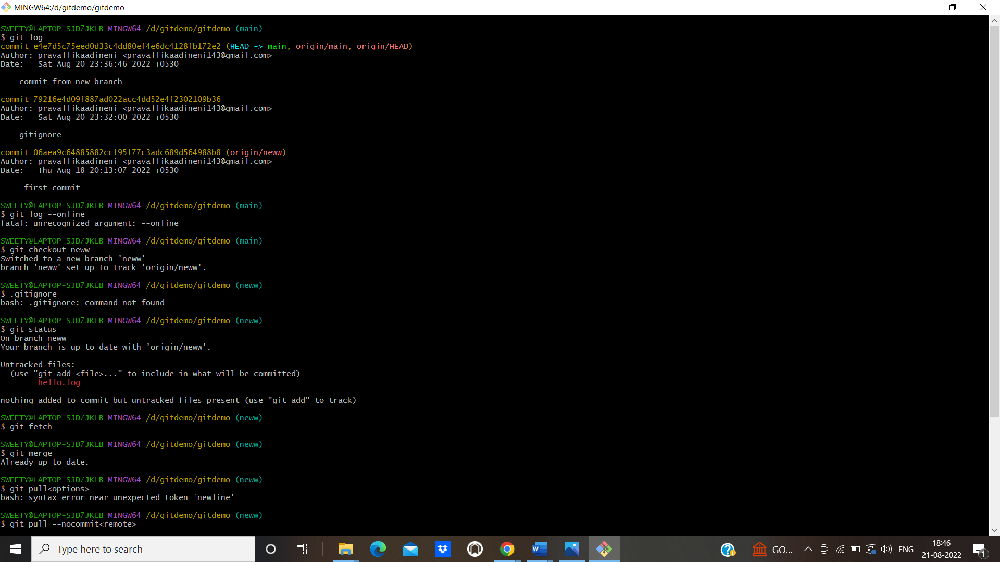 MINGW64:/d/gitdemo/gitdemo
SWEETY@LAPTOP-SJD7JKLB MINGW64 /d/gitdemo/gitdemo (main)
$ git log
commit e4e7d5c75eed0d33c4dd80ef4e6dc4128fb172e2 (HEAD -> main, origin/main, origin/HEAD)
Author: pravallikaadineni <pravallikaadineni143@gmail.com>
Date:   Sat Aug 20 23:36:46 2022 +0530
    commit from new branch
commit 79216e4d09f887ad022acc4dd52e4f2302109b36
Author: pravallikaadineni <pravallikaadineni143@gmail.com>
Date:   Sat Aug 20 23:32:00 2022 +0530
    gitignore
commit 06aea9c64885882cc195177c3adc689d564988b8 (origin/neww)
Author: pravallikaadineni <pravallikaadineni143@gmail.com>
Date:   Thu Aug 18 20:13:07 2022 +0530
     first commit
SWEETY@LAPTOP-SJD7JKLB MINGW64 /d/gitdemo/gitdemo (main)
$ git log --online
fatal: unrecognized argument: --online
SWEETY@LAPTOP-SJD7JKLB MINGW64 /d/gitdemo/gitdemo (main)
$ git checkout neww
Switched to a new branch 'neww'
branch 'neww' set up to track 'origin/neww'.
SWEETY@LAPTOP-SJD7JKLB MINGW64 /d/gitdemo/gitdemo (neww)
$ .gitignore
bash: .gitignore: command not found
SWEETY@LAPTOP-SJD7JKLB MINGW64 /d/gitdemo/gitdemo (neww)
$ git status
On branch neww
Your branch is up to date with 'origin/neww'.
Untracked files:
  (use "git add <file>..." to include in what will be committed)
        hello.log
nothing added to commit but untracked files present (use "git add" to track)
SWEETY@LAPTOP-SJD7JKLB MINGW64 /d/gitdemo/gitdemo (neww)
$ git fetch
SWEETY@LAPTOP-SJD7JKLB MINGW64 /d/gitdemo/gitdemo (neww)
$ git merge
Already up to date.
SWEETY@LAPTOP-SJD7JKLB MINGW64 /d/gitdemo/gitdemo (neww)
$ git pull<options>
bash: syntax error near unexpected token `newline'
SWEETY@LAPTOP-SJD7JKLB MINGW64 /d/gitdemo/gitdemo (neww)
$ git pull --nocommit<remote>
Type here to search
GO...
ENG
18:46
21-08-2022
1